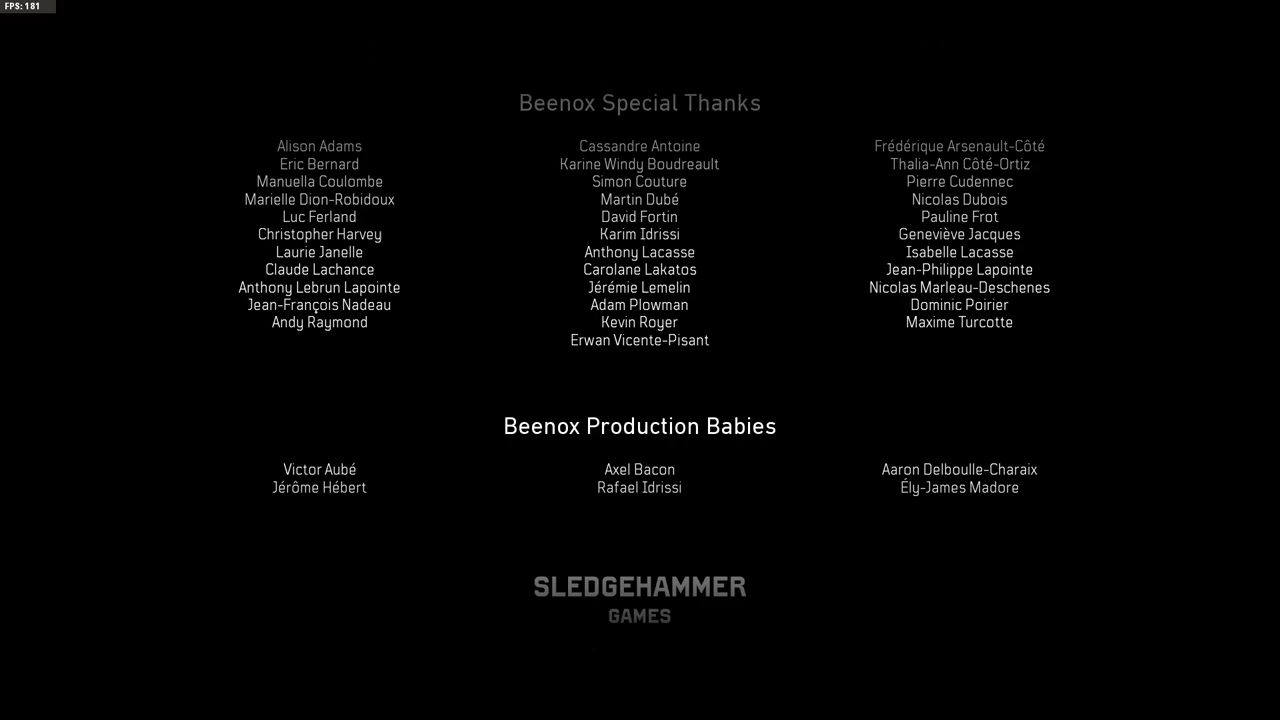 FPS: 181
Beenox Special Thanks
Alison Adams Cassandre Antoine Frédérique Arsenault-Côté
Eric Bernard Karine Windy Boudreault Thalia-Ann Côté-Ortiz
Manuella Coulombe Simon Couture Pierre Cudennec
Marielle Dion-Robidoux Martin Dubé Nicolas Dubois
Luc Ferland David Fortin Pauline Frot
Christopher Harvey Karim Idrissi Geneviève Jacques
Laurie Janelle Anthony Lacasse Isabelle Lacasse
Claude Lachance Carolane Lakatos Jean-Philippe Lapointe
Anthony Lebrun Lapointe Jérémie Lemelin Nicolas Marleau-Deschenes
Jean-François Nadeau Adam Plowman Dominic Poirier
Andy Raymond Kevin Royer Maxime Turcotte
Erwan Vicente-Pisant
Beenox Production Babies
Victor Aubé Axel Bacon Aaron Delboulle-Charaix
Jérôme Hébert Rafael Idrissi Ély-James Madore
SLEDGEHAMMER
GAMES